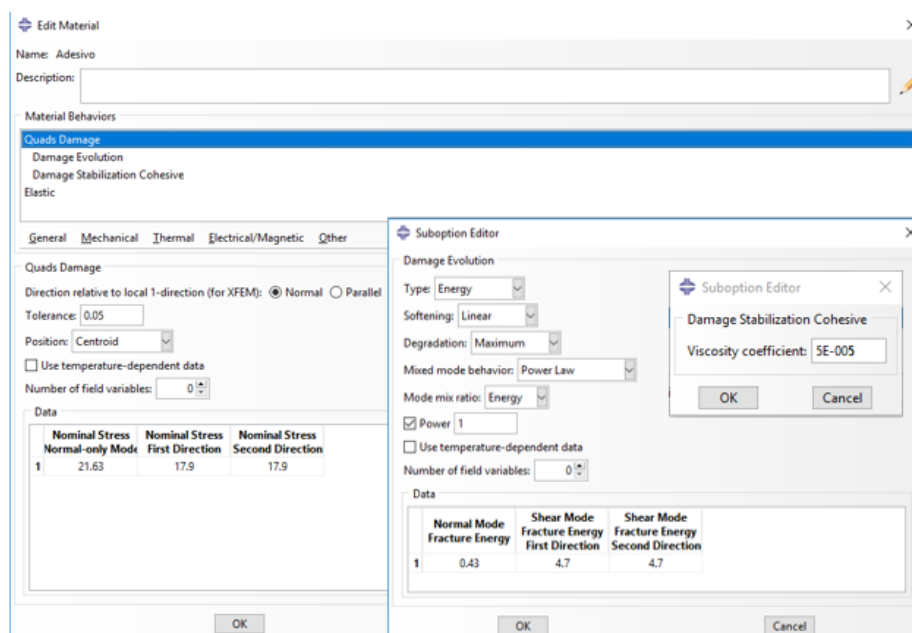 Edit Material
Name: Adesivo
Description:
Material Behaviors
Quads Damage
Damage Evolution
Damage Stabilization Cohesive
Elastic
General Mechanical Thermal Electrical/Magnetic Other
Quads Damage
Direction relative to local 1-direction (for XFEM): Normal Parallel
Tolerance: 0.05
Position: Centroid
Use temperature-dependent data
Number of field variables: 0
Data
Nominal Stress Nominal Stress Nominal Stress
Normal-only Mode First Direction Second Direction
1 21.63 17.9 17.9
OK
Suboption Editor
Damage Evolution
Type: Energy
Softening: Linear
Degradation: Maximum
Mixed mode behavior: Power Law
Mode mix ratio: Energy
Power 1
Use temperature-dependent data
Number of field variables: 0
Data
Normal Mode Fracture Energy
Shear Mode Fracture Energy First Direction
Shear Mode Fracture Energy Second Direction
1 0.43 4.7 4.7
OK Cancel
Suboption Editor
Damage Stabilization Cohesive
Viscosity coefficient: 5E-005
OK Cancel